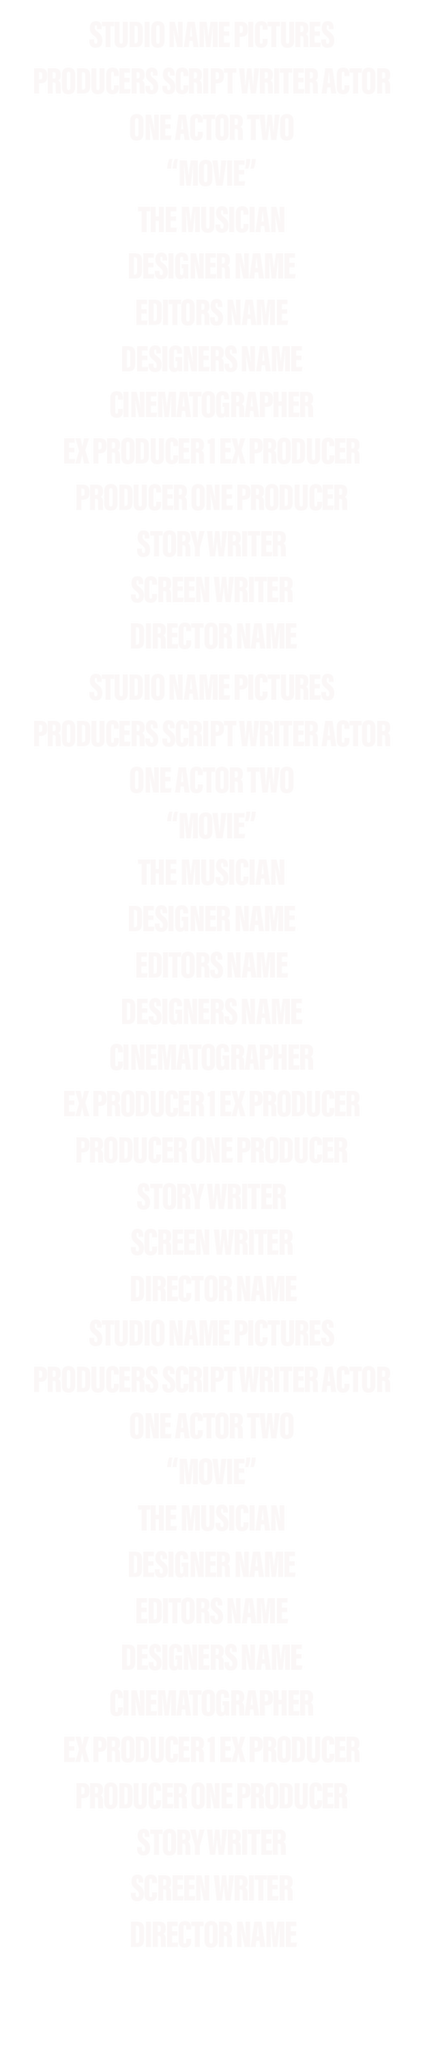 STUDIO NAME PICTURES
PRODUCERS SCRIPT WRITER ACTOR
ONE ACTOR TWO
“MOVIE”
THE MUSICIAN
DESIGNER NAME
EDITORS NAME
DESIGNERS NAME
CINEMATOGRAPHER
EX PRODUCER 1 EX PRODUCER
PRODUCER ONE PRODUCER
STORY WRITER
SCREEN WRITER
DIRECTOR NAME
STUDIO NAME PICTURES
PRODUCERS SCRIPT WRITER ACTOR
ONE ACTOR TWO
“MOVIE”
THE MUSICIAN
DESIGNER NAME
EDITORS NAME
DESIGNERS NAME
CINEMATOGRAPHER
EX PRODUCER 1 EX PRODUCER
PRODUCER ONE PRODUCER
STORY WRITER
SCREEN WRITER
DIRECTOR NAME
STUDIO NAME PICTURES
PRODUCERS SCRIPT WRITER ACTOR
ONE ACTOR TWO
“MOVIE”
THE MUSICIAN
DESIGNER NAME
EDITORS NAME
DESIGNERS NAME
CINEMATOGRAPHER
EX PRODUCER 1 EX PRODUCER
PRODUCER ONE PRODUCER
STORY WRITER
SCREEN WRITER
DIRECTOR NAME